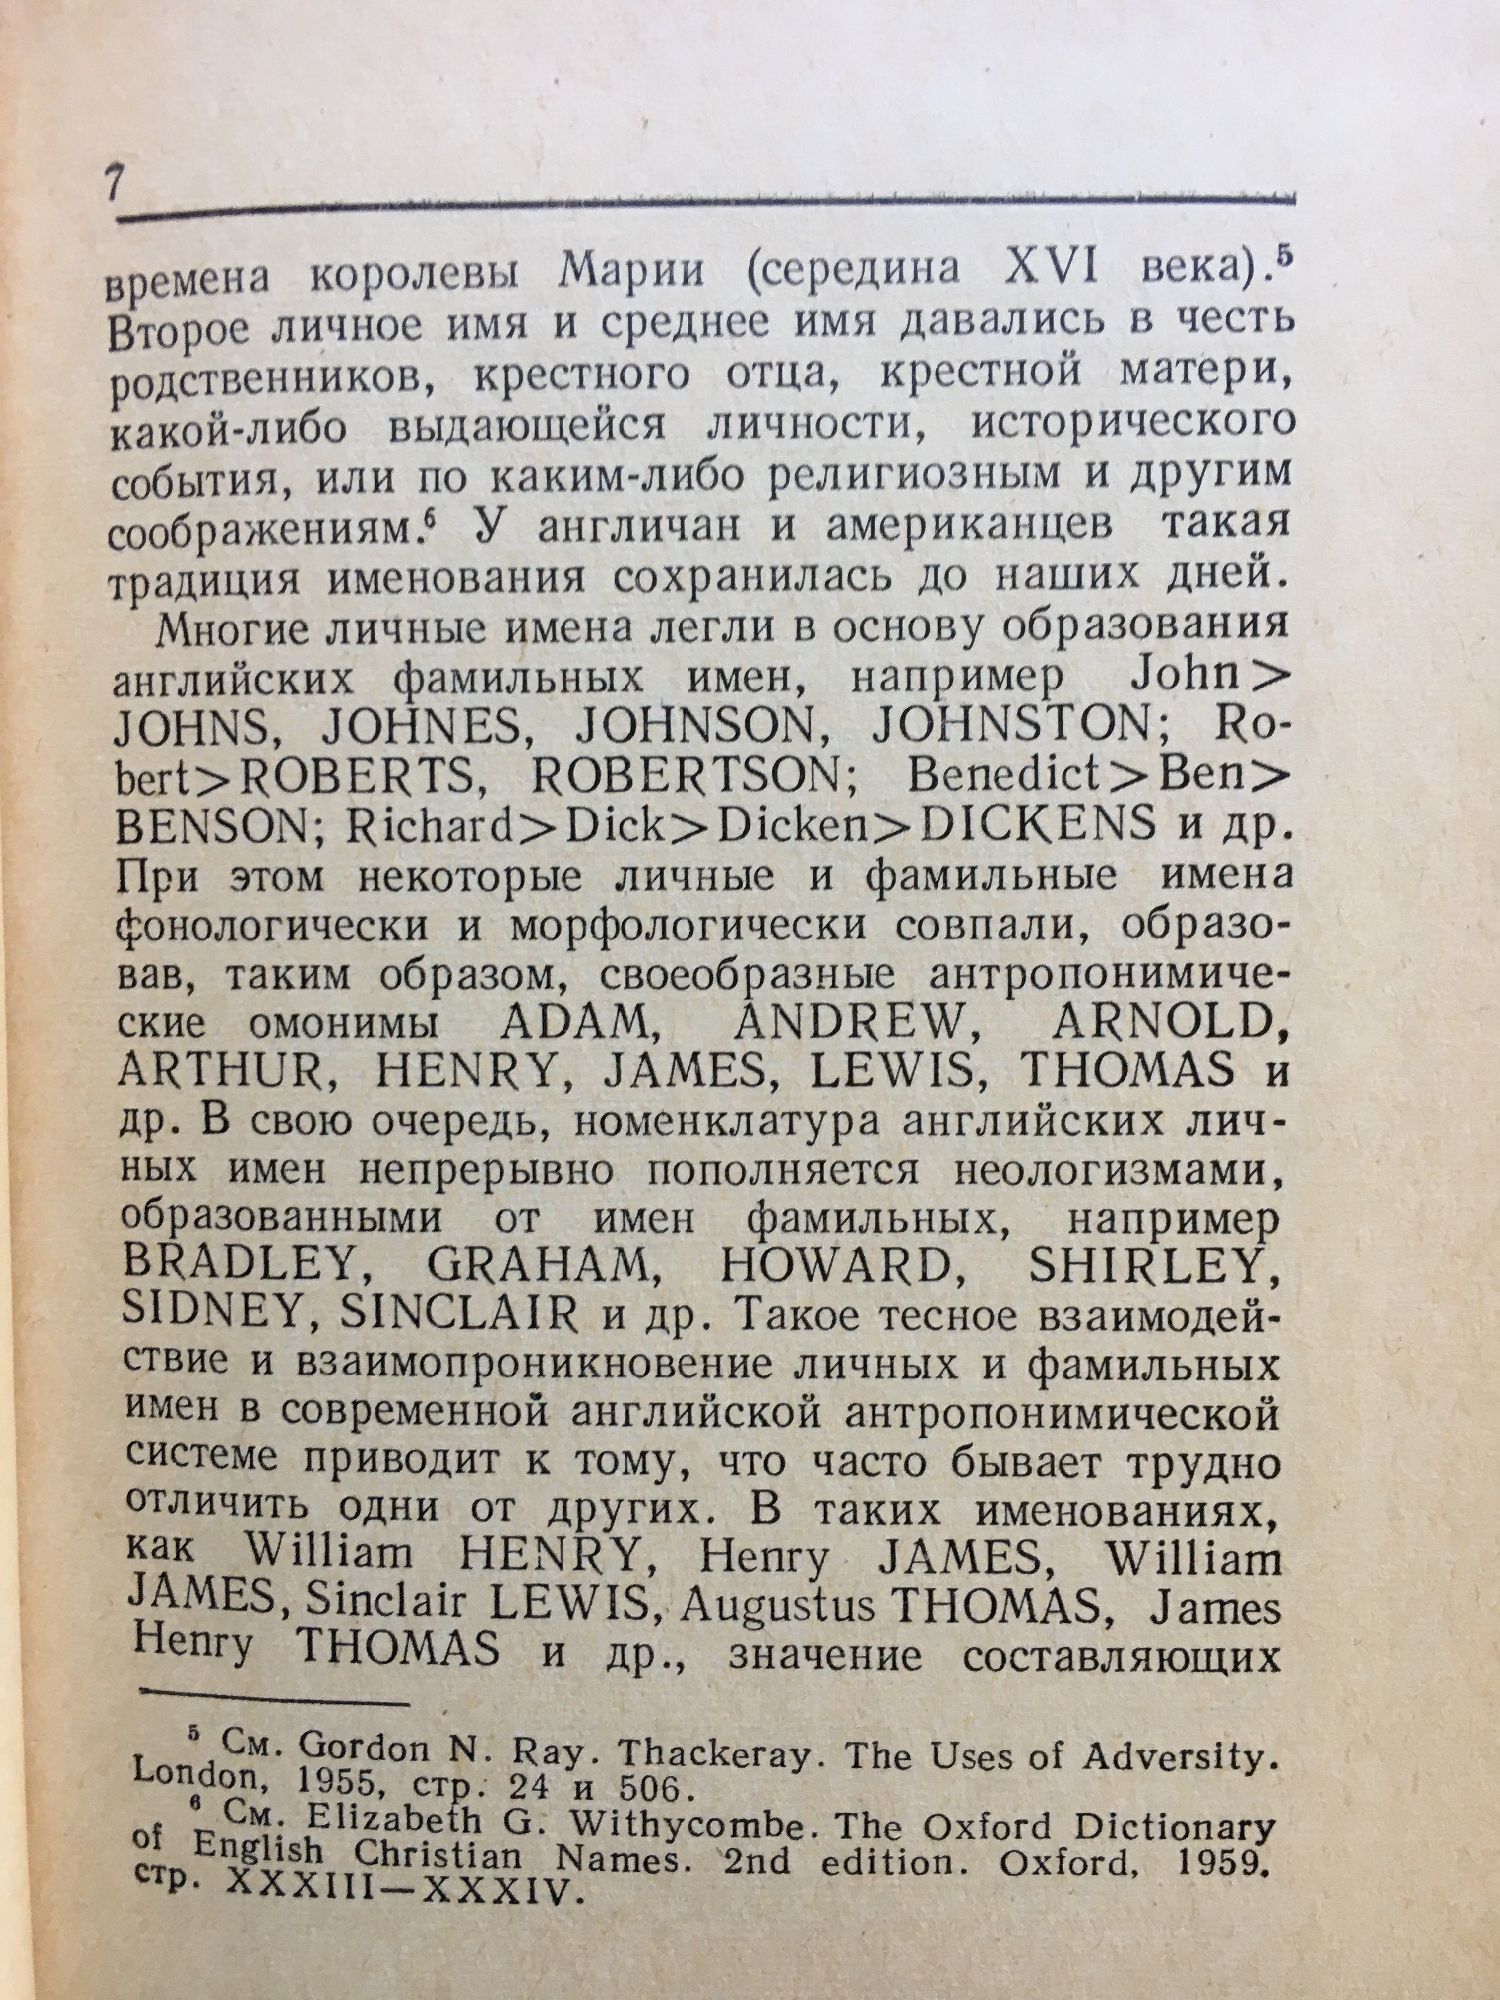 7
времена королевы Марии (середина XVI века).⁵
Второе личное имя и среднее имя давались в честь
родственников, крестного отца, крестной матери,
какой-либо выдающейся личности, исторического
события, или по каким-либо религиозным и другим
соображениям.⁶ У англичан и американцев такая
традиция именования сохранилась до наших дней.
Многие личные имена легли в основу образования
английских фамильных имен, например John>
JOHNS, JOHNES, JOHNSON, JOHNSTON; Ro-
bert>ROBERTS, ROBERTSON; Benedict>Ben>
BENSON; Richard>Dick>Dicken>DICKENS и др.
При этом некоторые личные и фамильные имена
фонологически и морфологически совпали, образо-
вав, таким образом, своеобразные антропонимиче-
ские омонимы ADAM, ANDREW, ARNOLD,
ARTHUR, HENRY, JAMES, LEWIS, THOMAS и
др. В свою очередь, номенклатура английских лич-
ных имен непрерывно пополняется неологизмами,
образованными от имен фамильных, например
BRADLEY, GRAHAM, HOWARD, SHIRLEY,
SIDNEY, SINCLAIR и др. Такое тесное взаимодей-
ствие и взаимопроникновение личных и фамильных
имен в современной английской антропонимической
системе приводит к тому, что часто бывает трудно
отличить одни от других. В таких именованиях,
как William HENRY, Henry JAMES, William
JAMES, Sinclair LEWIS, Augustus THOMAS, James
Henry THOMAS и др., значение составляющих
⁵ См. Gordon N. Ray. Thackeray. The Uses of Adversity.
London, 1955, стр. 24 и 506.
⁶ См. Elizabeth G. Withycombe. The Oxford Dictionary
of English Christian Names. 2nd edition. Oxford, 1959.
стр. XXXIII—XXXIV.